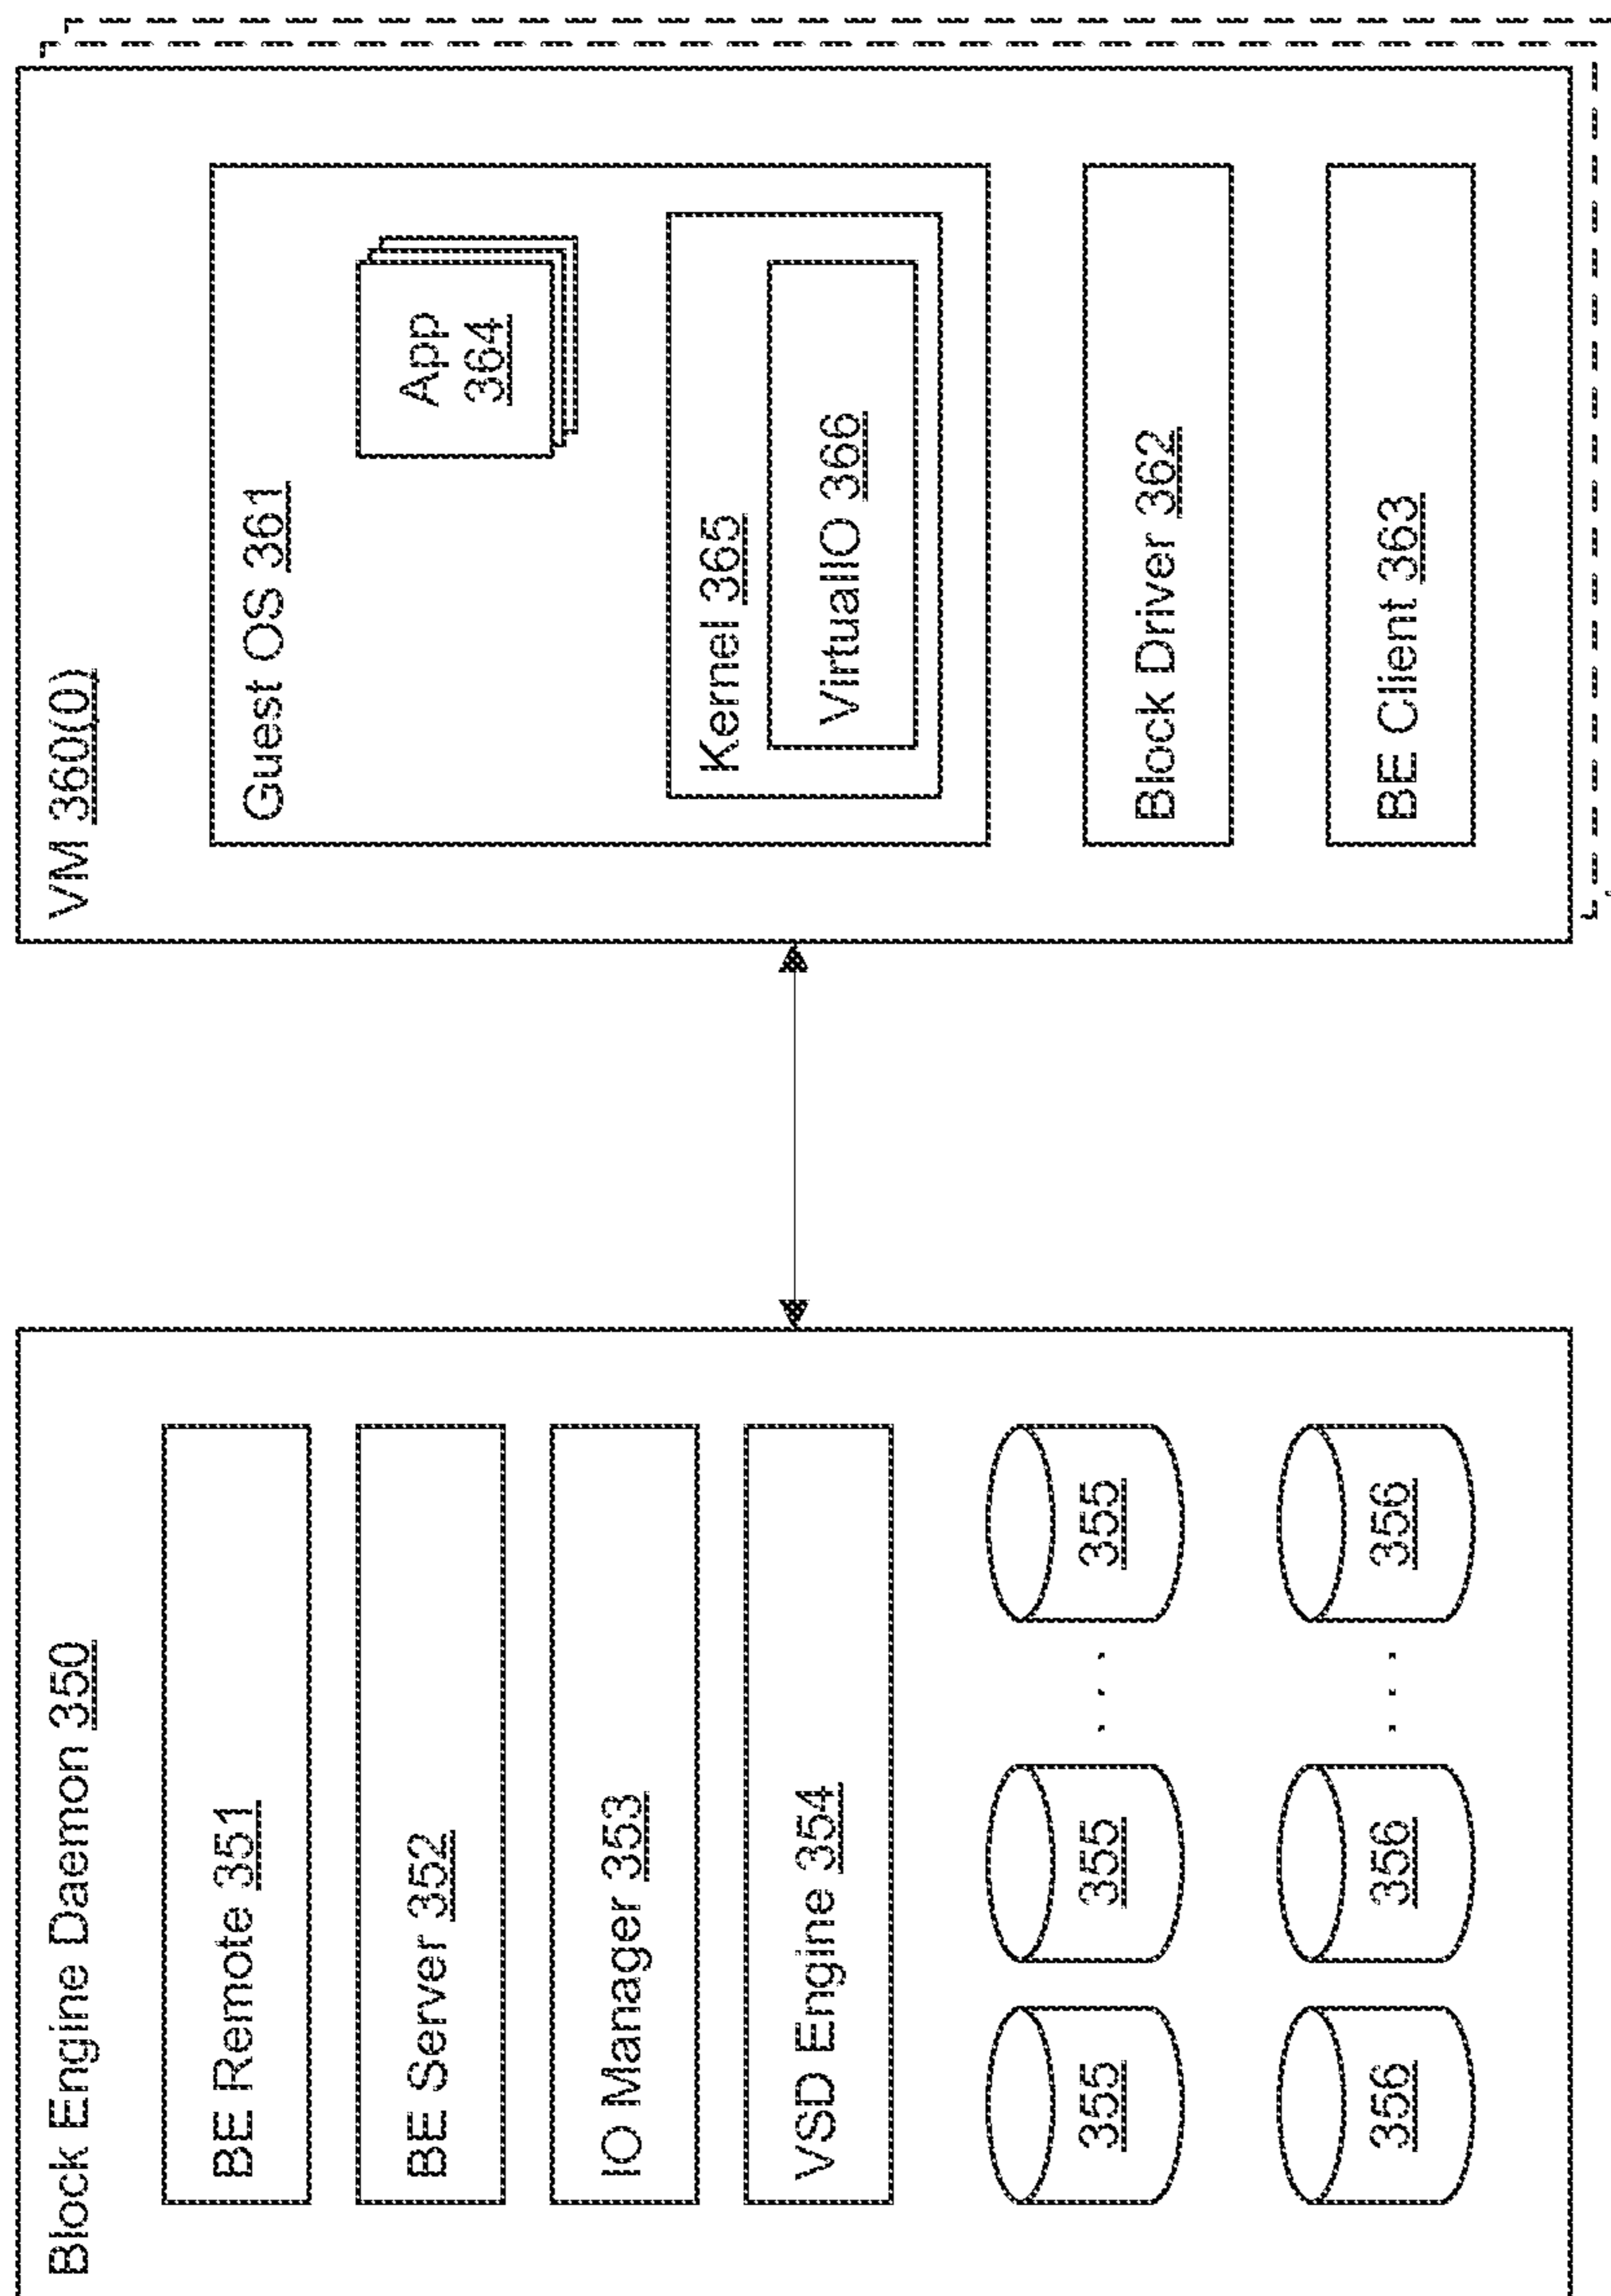 Block Engine Daemon 350
BE Remote 351
BE Server 352
IO Manager 353
VSD Engine 354
355
355
. . .
355
356
356
. . .
356
VM 360(0)
Guest OS 361
App
364
Kernel 365
VirtualIO 366
Block Driver 362
BE Client 363